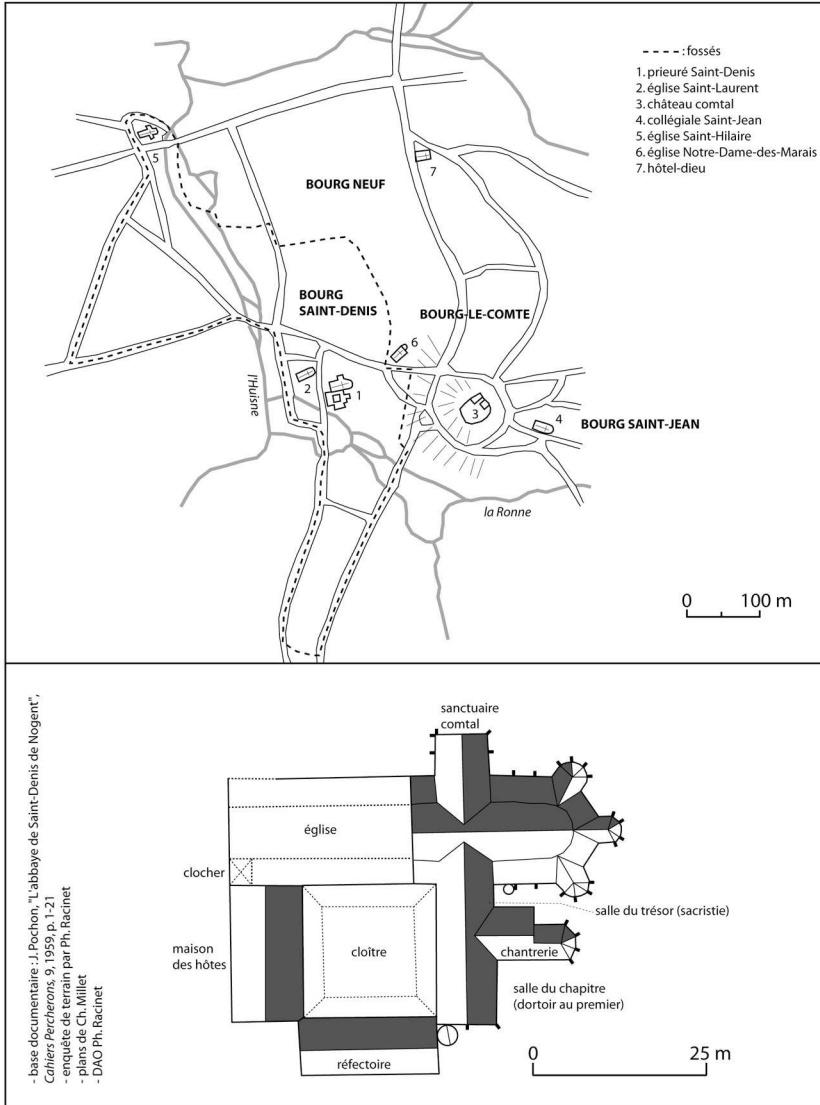 - - - - - : fossés
1. prieuré Saint-Denis
2. église Saint-Laurent
3. château comtal
4. collégiale Saint-Jean
5. église Saint-Hilaire
6. église Notre-Dame-des-Marais
7. hôtel-dieu
5
7
BOURG NEUF
BOURG
SAINT-DENIS
BOURG-LE-COMTE
6
2
1
3
4
l'Huisne
BOURG SAINT-JEAN
la Ronne
0 100 m
sanctuaire
comtal
église
clocher
salle du trésor (sacristie)
maison
des hôtes
cloître
chantrerie
salle du chapitre
(dortoir au premier)
réfectoire
0 25 m
- base documentaire : J. Pochon, "L'abbaye de Saint-Denis de Nogent",
Cahiers Percherons, 9, 1959, p. 1-21
- enquête de terrain par Ph. Racinet
- plans de Ch. Millet
- DAO Ph. Racinet